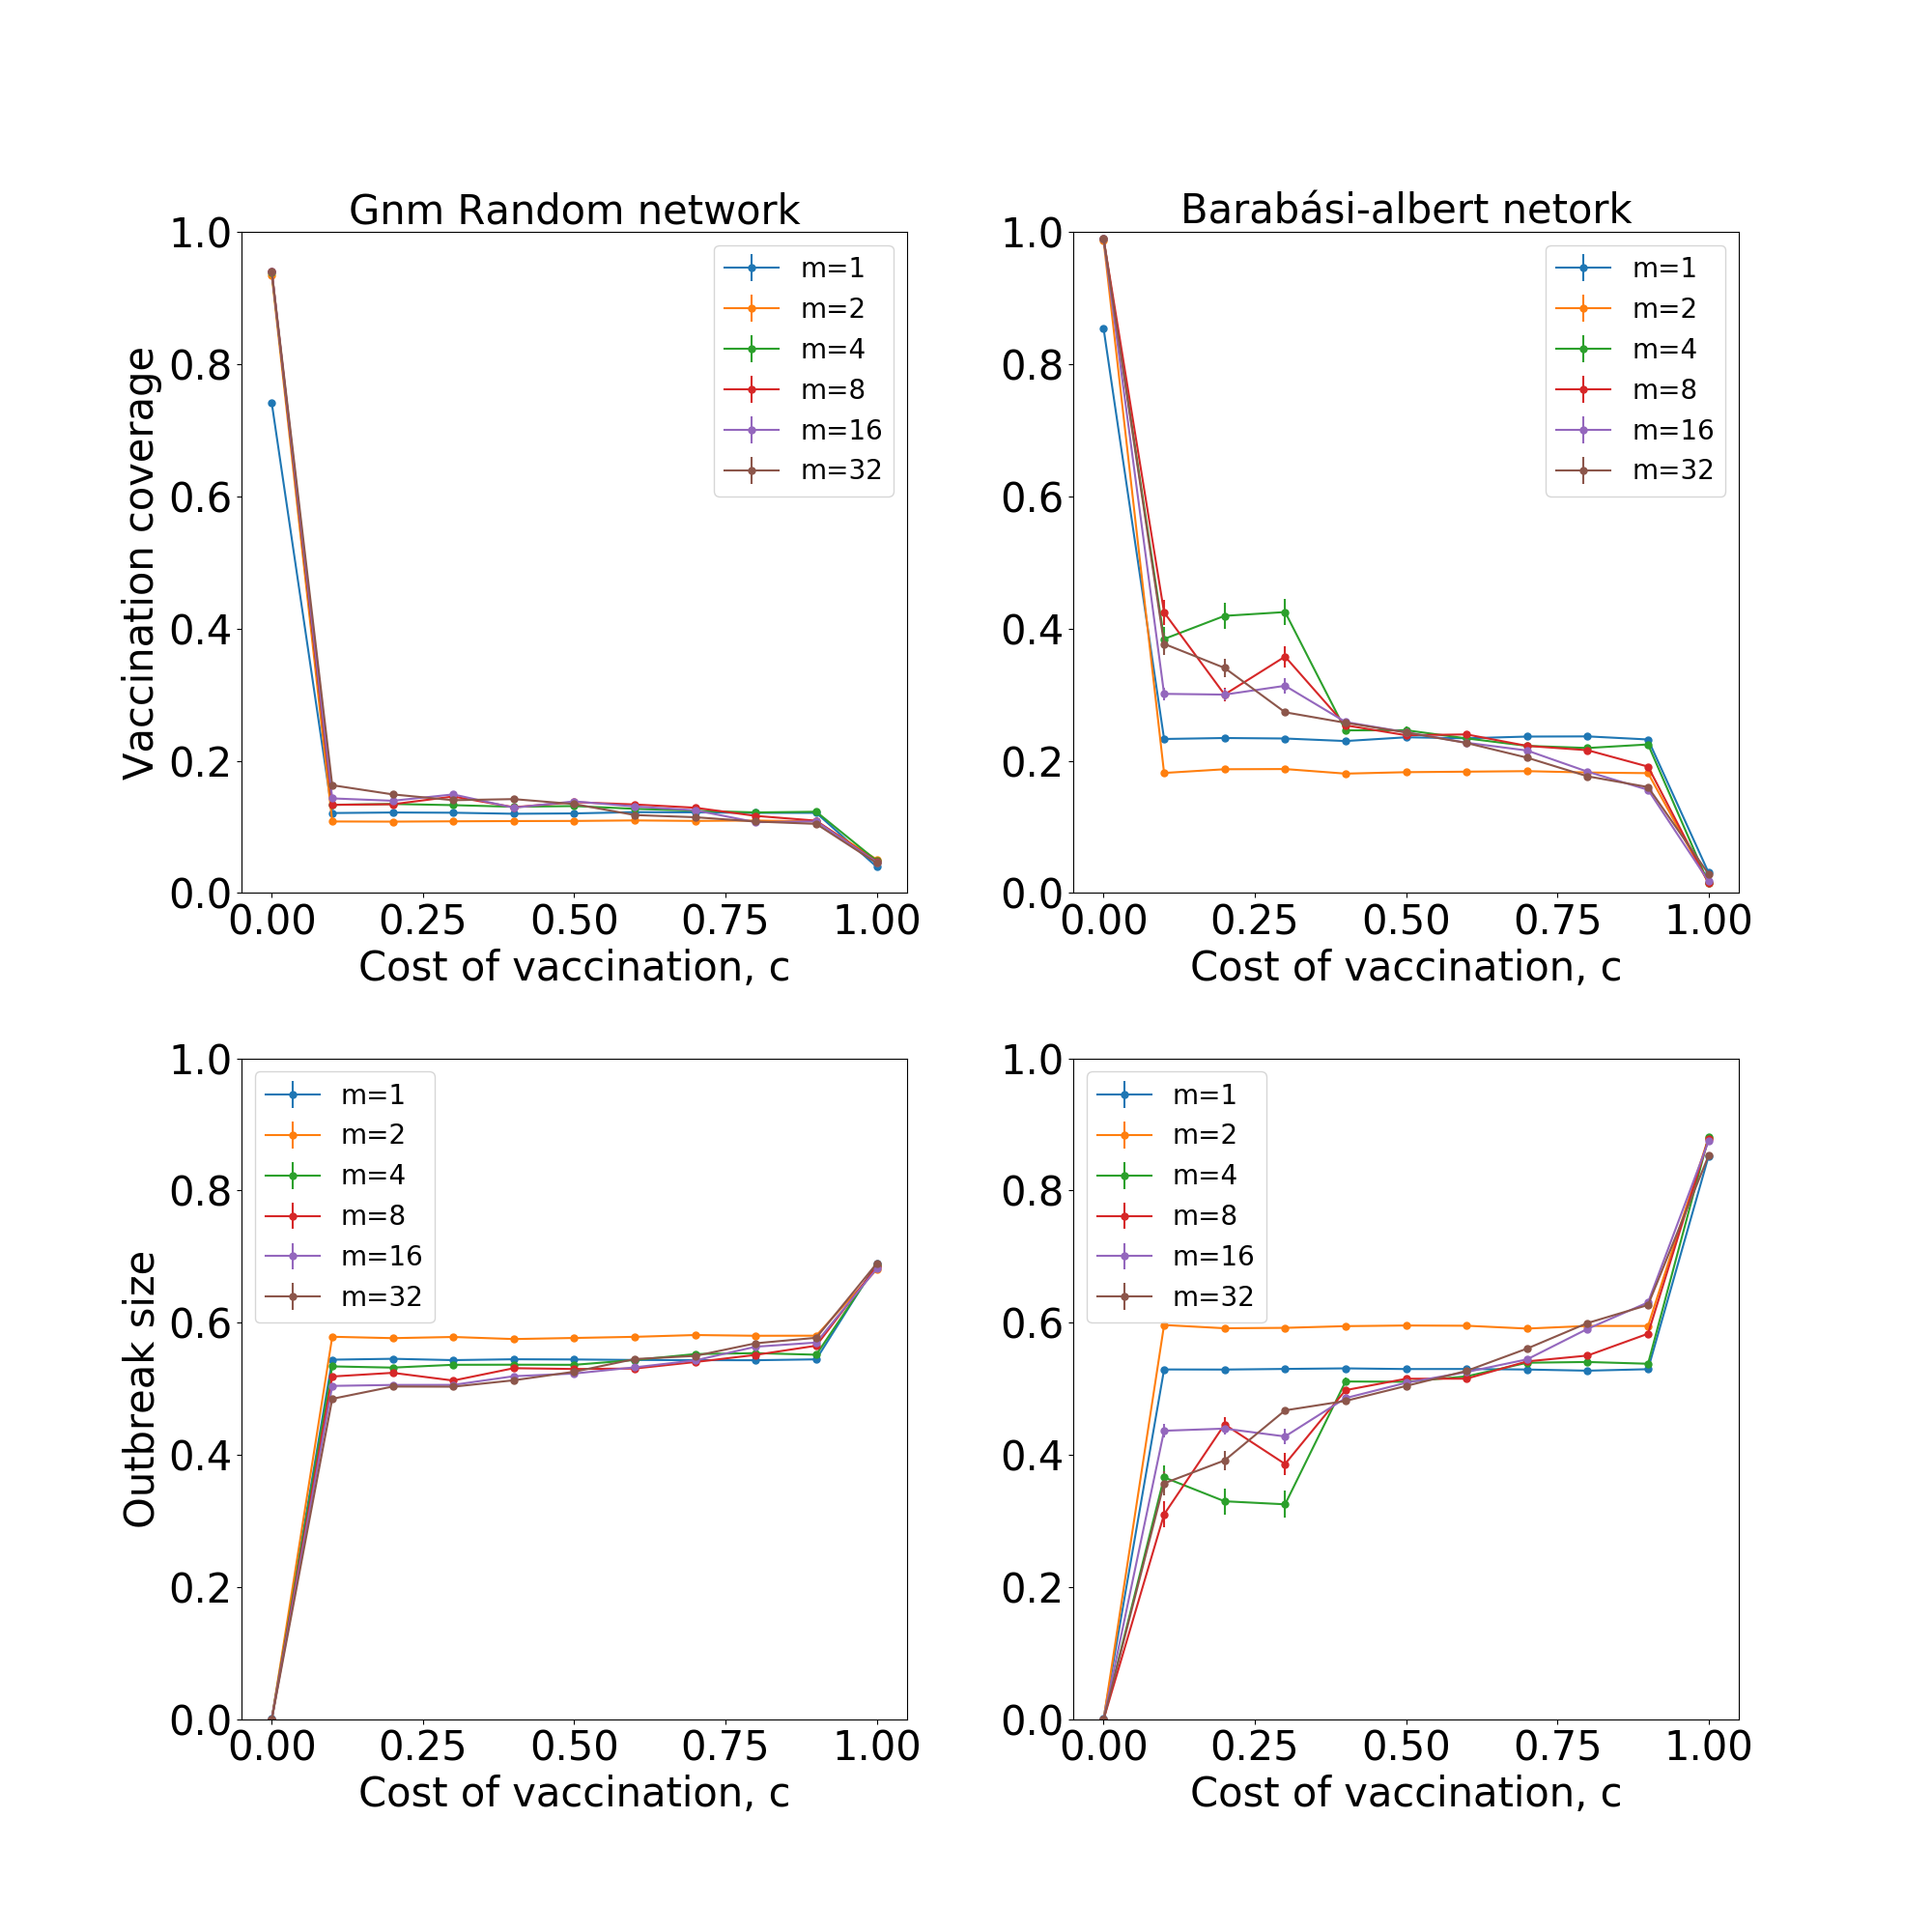 Gnm Random network
Vaccination coverage
1.0
0.8
0.6
0.4
0.2
0.0
m=1
m=2
m=4
m=8
m=16
m=32
0.00 0.25 0.50 0.75 1.00
Cost of vaccination, c
Barabási-albert netork
1.0
0.8
0.6
0.4
0.2
0.0
m=1
m=2
m=4
m=8
m=16
m=32
0.00 0.25 0.50 0.75 1.00
Cost of vaccination, c
Outbreak size
1.0
0.8
0.6
0.4
0.2
0.0
m=1
m=2
m=4
m=8
m=16
m=32
0.00 0.25 0.50 0.75 1.00
Cost of vaccination, c
1.0
0.8
0.6
0.4
0.2
0.0
m=1
m=2
m=4
m=8
m=16
m=32
0.00 0.25 0.50 0.75 1.00
Cost of vaccination, c